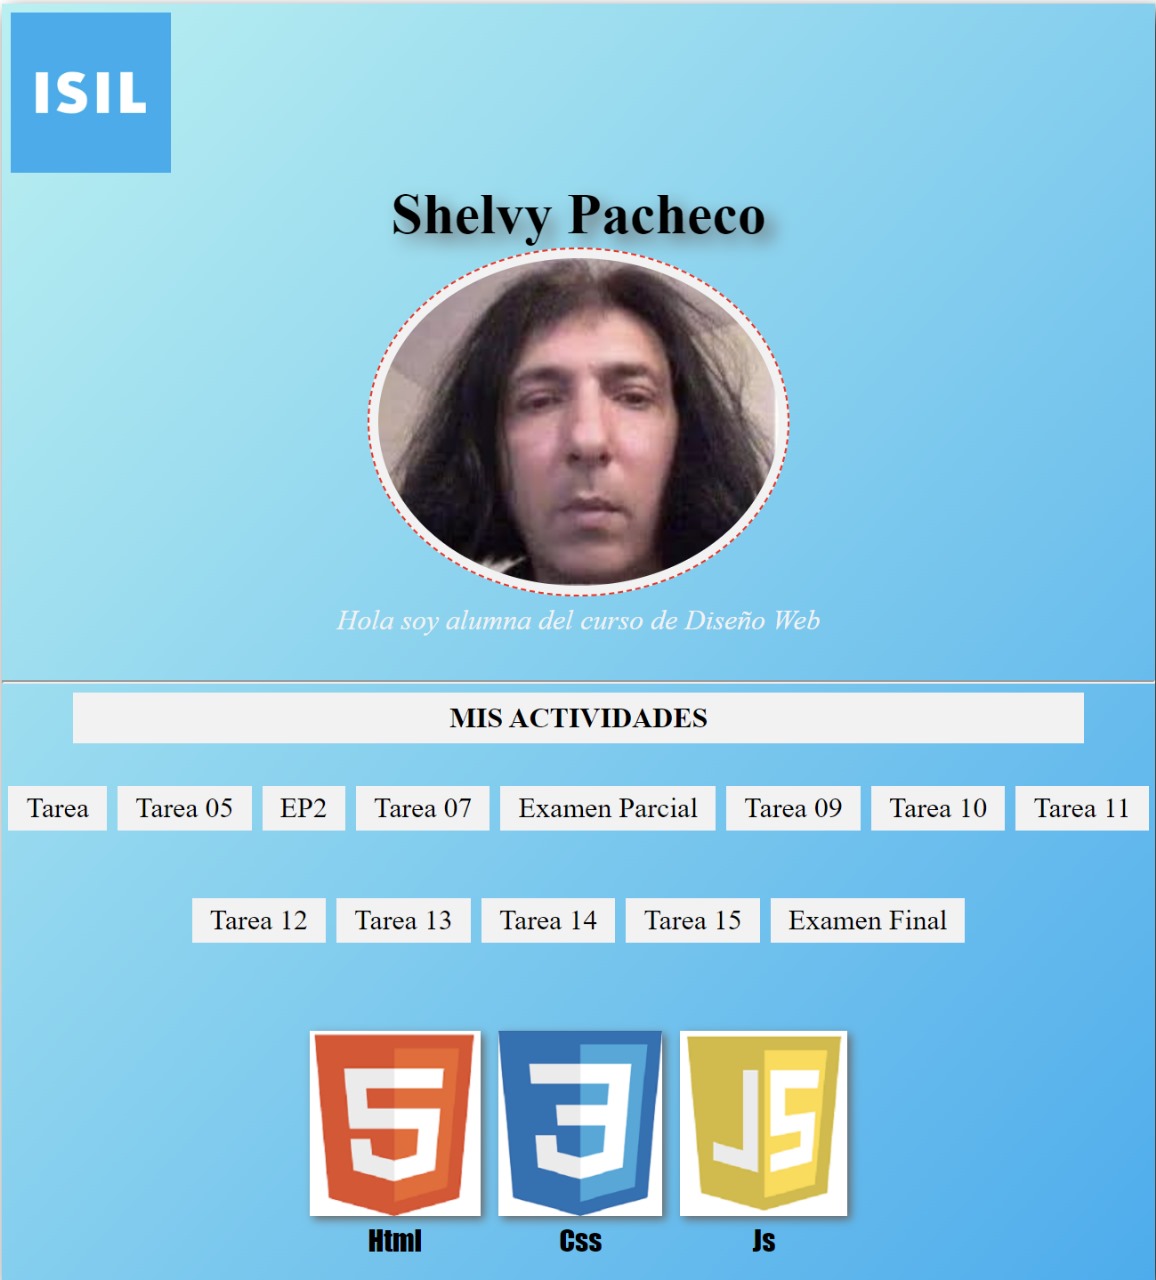 ISIL
Shelvy Pacheco
Hola soy alumna del curso de Diseño Web
MIS ACTIVIDADES
Tarea Tarea 05 EP2 Tarea 07 Examen Parcial Tarea 09 Tarea 10 Tarea 11
Tarea 12 Tarea 13 Tarea 14 Tarea 15 Examen Final
5 3 JS
Html Css Js